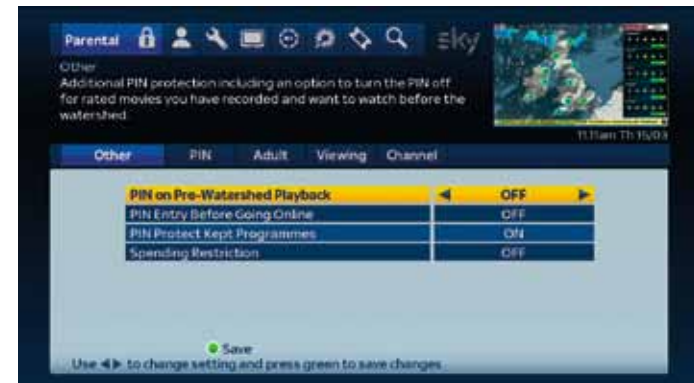 Parental
sky
Other
Additional PIN protection including an option to turn the PIN off
for rated movies you have recorded and want to watch before the
watershed.
11.11am Th 15/03
Other PIN Adult Viewing Channel
PIN on Pre-Watershed Playback OFF
PIN Entry Before Going Online OFF
PIN Protect Kept Programmes ON
Spending Restriction OFF
Save
Use ◀▶ to change setting and press green to save changes